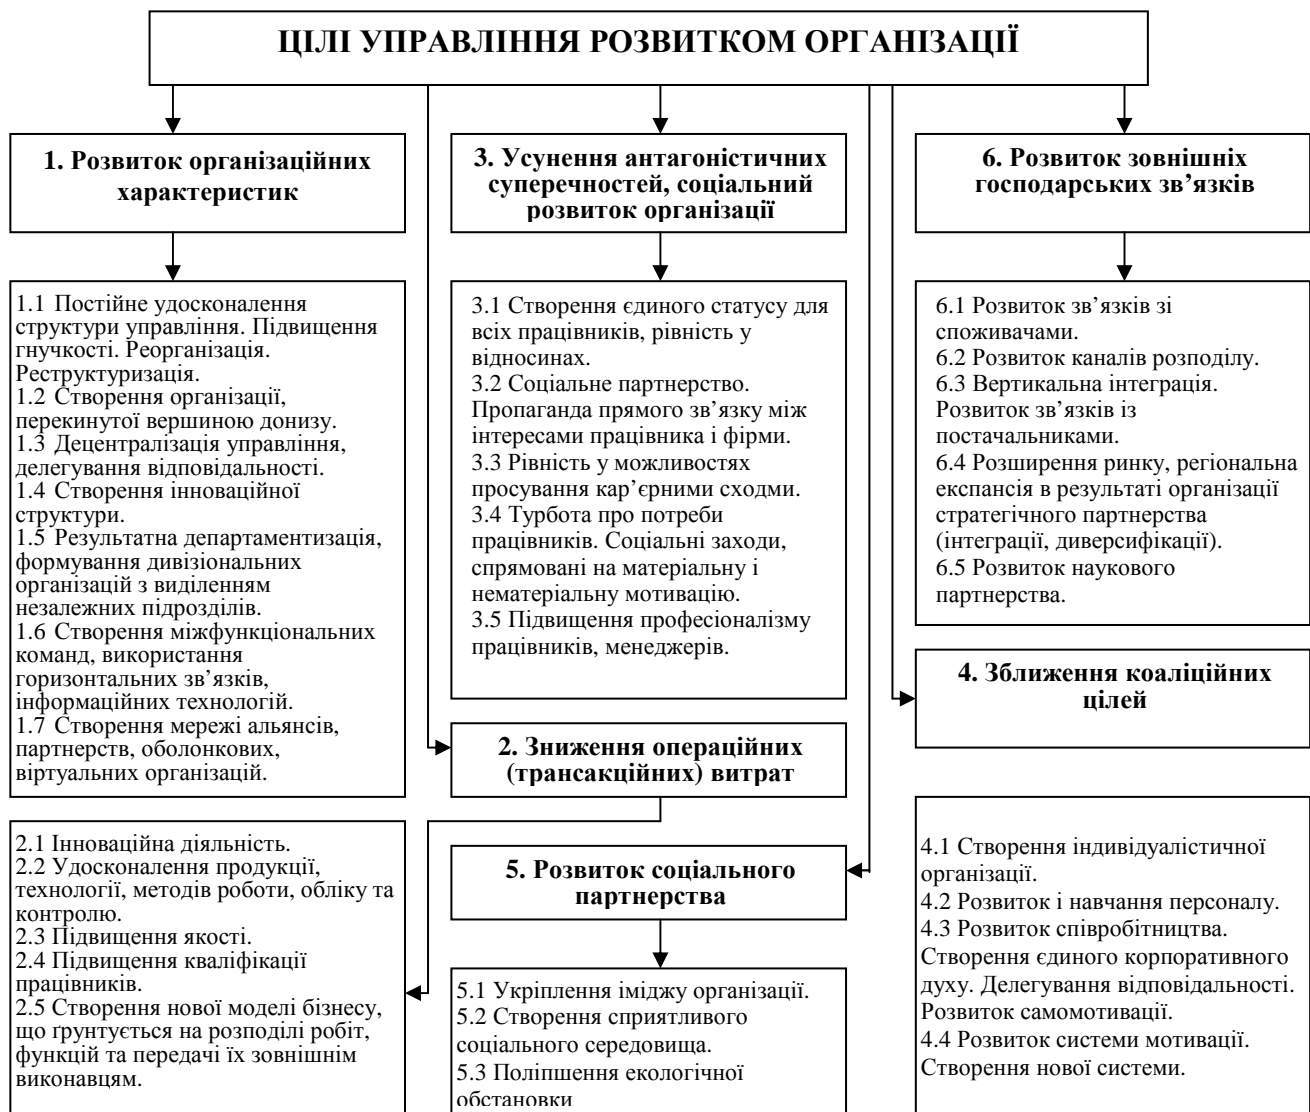 ЦІЛІ УПРАВЛІННЯ РОЗВИТКОМ ОРГАНІЗАЦІЇ
1. Розвиток організаційних
характеристик
3. Усунення антагоністичних
суперечностей, соціальний
розвиток організації
6. Розвиток зовнішніх
господарських зв’язків
1.1 Постійне удосконалення
структури управління. Підвищення
гнучкості. Реорганізація.
Реструктуризація.
1.2 Створення організації,
перекинутої вершиною донизу.
1.3 Децентралізація управління,
делегування відповідальності.
1.4 Створення інноваційної
структури.
1.5 Результатна департаментизація,
формування дивізіональних
організацій з виділенням
незалежних підрозділів.
1.6 Створення міжфункціональних
команд, використання
горизонтальних зв’язків,
інформаційних технологій.
1.7 Створення мережі альянсів,
партнерств, оболонкових,
віртуальних організацій.
3.1 Створення єдиного статусу для
всіх працівників, рівність у
відносинах.
3.2 Соціальне партнерство.
Пропаганда прямого зв’язку між
інтересами працівника і фірми.
3.3 Рівність у можливостях
просування кар’єрними сходми.
3.4 Турбота про потреби
працівників. Соціальні заходи,
спрямовані на матеріальну і
нематеріальну мотивацію.
3.5 Підвищення професіоналізму
працівників, менеджерів.
6.1 Розвиток зв’язків зі
споживачами.
6.2 Розвиток каналів розподілу.
6.3 Вертикальна інтеграція.
Розвиток зв’язків із
постачальниками.
6.4 Розширення ринку, регіональна
експансія в результаті організації
стратегічного партнерства
(інтеграції, диверсифікації).
6.5 Розвиток наукового
партнерства.
4. Зближення коаліційних
цілей
2. Зниження операційних
(трансакційних) витрат
2.1 Інноваційна діяльність.
2.2 Удосконалення продукції,
технології, методів роботи, обліку та
контролю.
2.3 Підвищення якості.
2.4 Підвищення кваліфікації
працівників.
2.5 Створення нової моделі бізнесу,
що ґрунтується на розподілі робіт,
функцій та передачі їх зовнішнім
виконавцям.
5. Розвиток соціального
партнерства
5.1 Укріплення іміджу організації.
5.2 Створення сприятливого
соціального середовища.
5.3 Поліпшення екологічної
обстановки
4.1 Створення індивідуалістичної
організації.
4.2 Розвиток і навчання персоналу.
4.3 Розвиток співробітництва.
Створення єдиного корпоративного
духу. Делегування відповідальності.
Розвиток самомотивації.
4.4 Розвиток системи мотивації.
Створення нової системи.